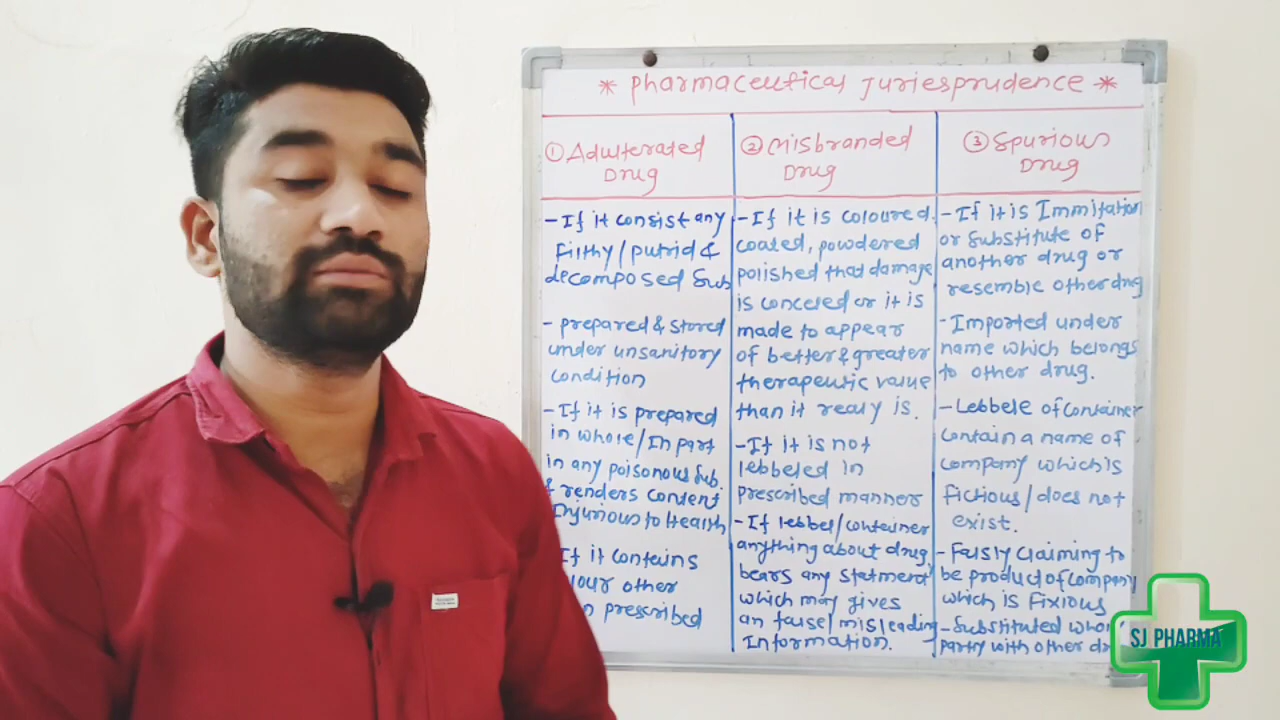 * Pharmaceutical Juriesprudence *
① Adulterated
Drug
- If it consist any
Filthy/putrid &
decomposed Sub
- prepared & stored
under unsanitory
condition
- If it is prepared
in whole/In part
in any poisonous Sub.
& renders content
Injurious to Health
If it contains
other
prescribed
② Misbranded
Drug
- If it is coloured,
coated, powdered
polished that damage
is conceled or it is
made to appear
of better & greater
therapeutic value
than it realy is.
- If it is not
lebbeled in
prescribed manner
- If lebbel/container
anything about drug,
bears any statment
which may gives
an false/misleading
Information.
③ Spurious
Drug
- If it is Immitation
or Substitute of
another drug or
resemble other drug
- Imported under
name which belongs
to other drug.
- Lebbele of container
contain a name of
company which is
fictious/does not
exist.
- Falsly claiming to
be product of company
which is Fixious
- Substituted
partly with other
SJ PHARMA